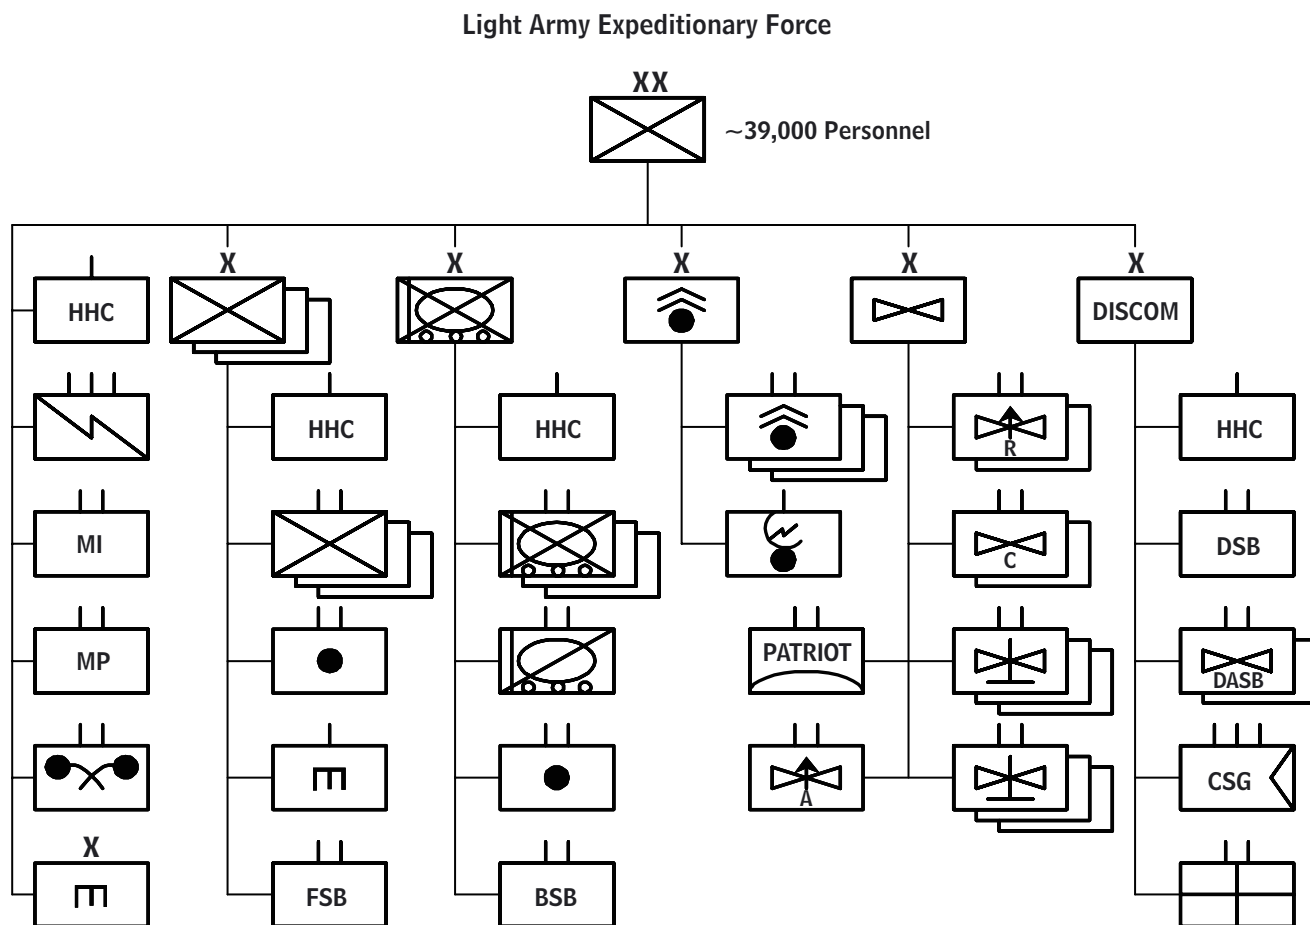 Light Army Expeditionary Force
XX
~39,000 Personnel
X X X X X
HHC DISCOM
HHC HHC R HHC
MI C DSB
MP PATRIOT DASB
A CSG
X
FSB BSB